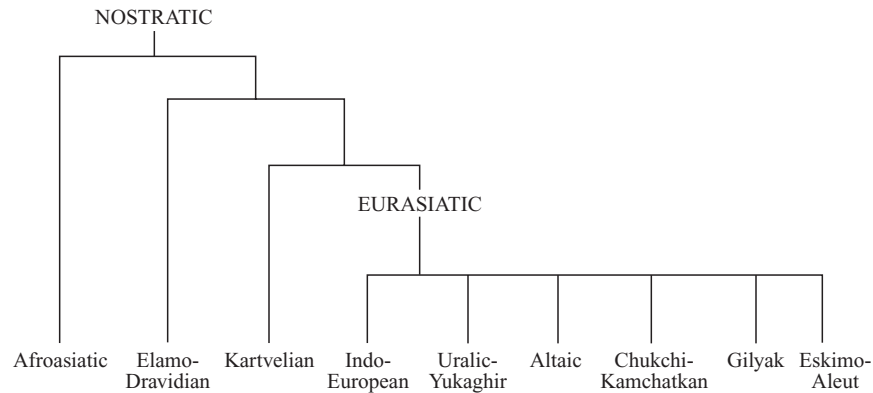 NOSTRATIC
EURASIATIC
Afroasiatic
Elamo-
Dravidian
Kartvelian
Indo-
European
Uralic-
Yukaghir
Altaic
Chukchi-
Kamchatkan
Gilyak
Eskimo-
Aleut